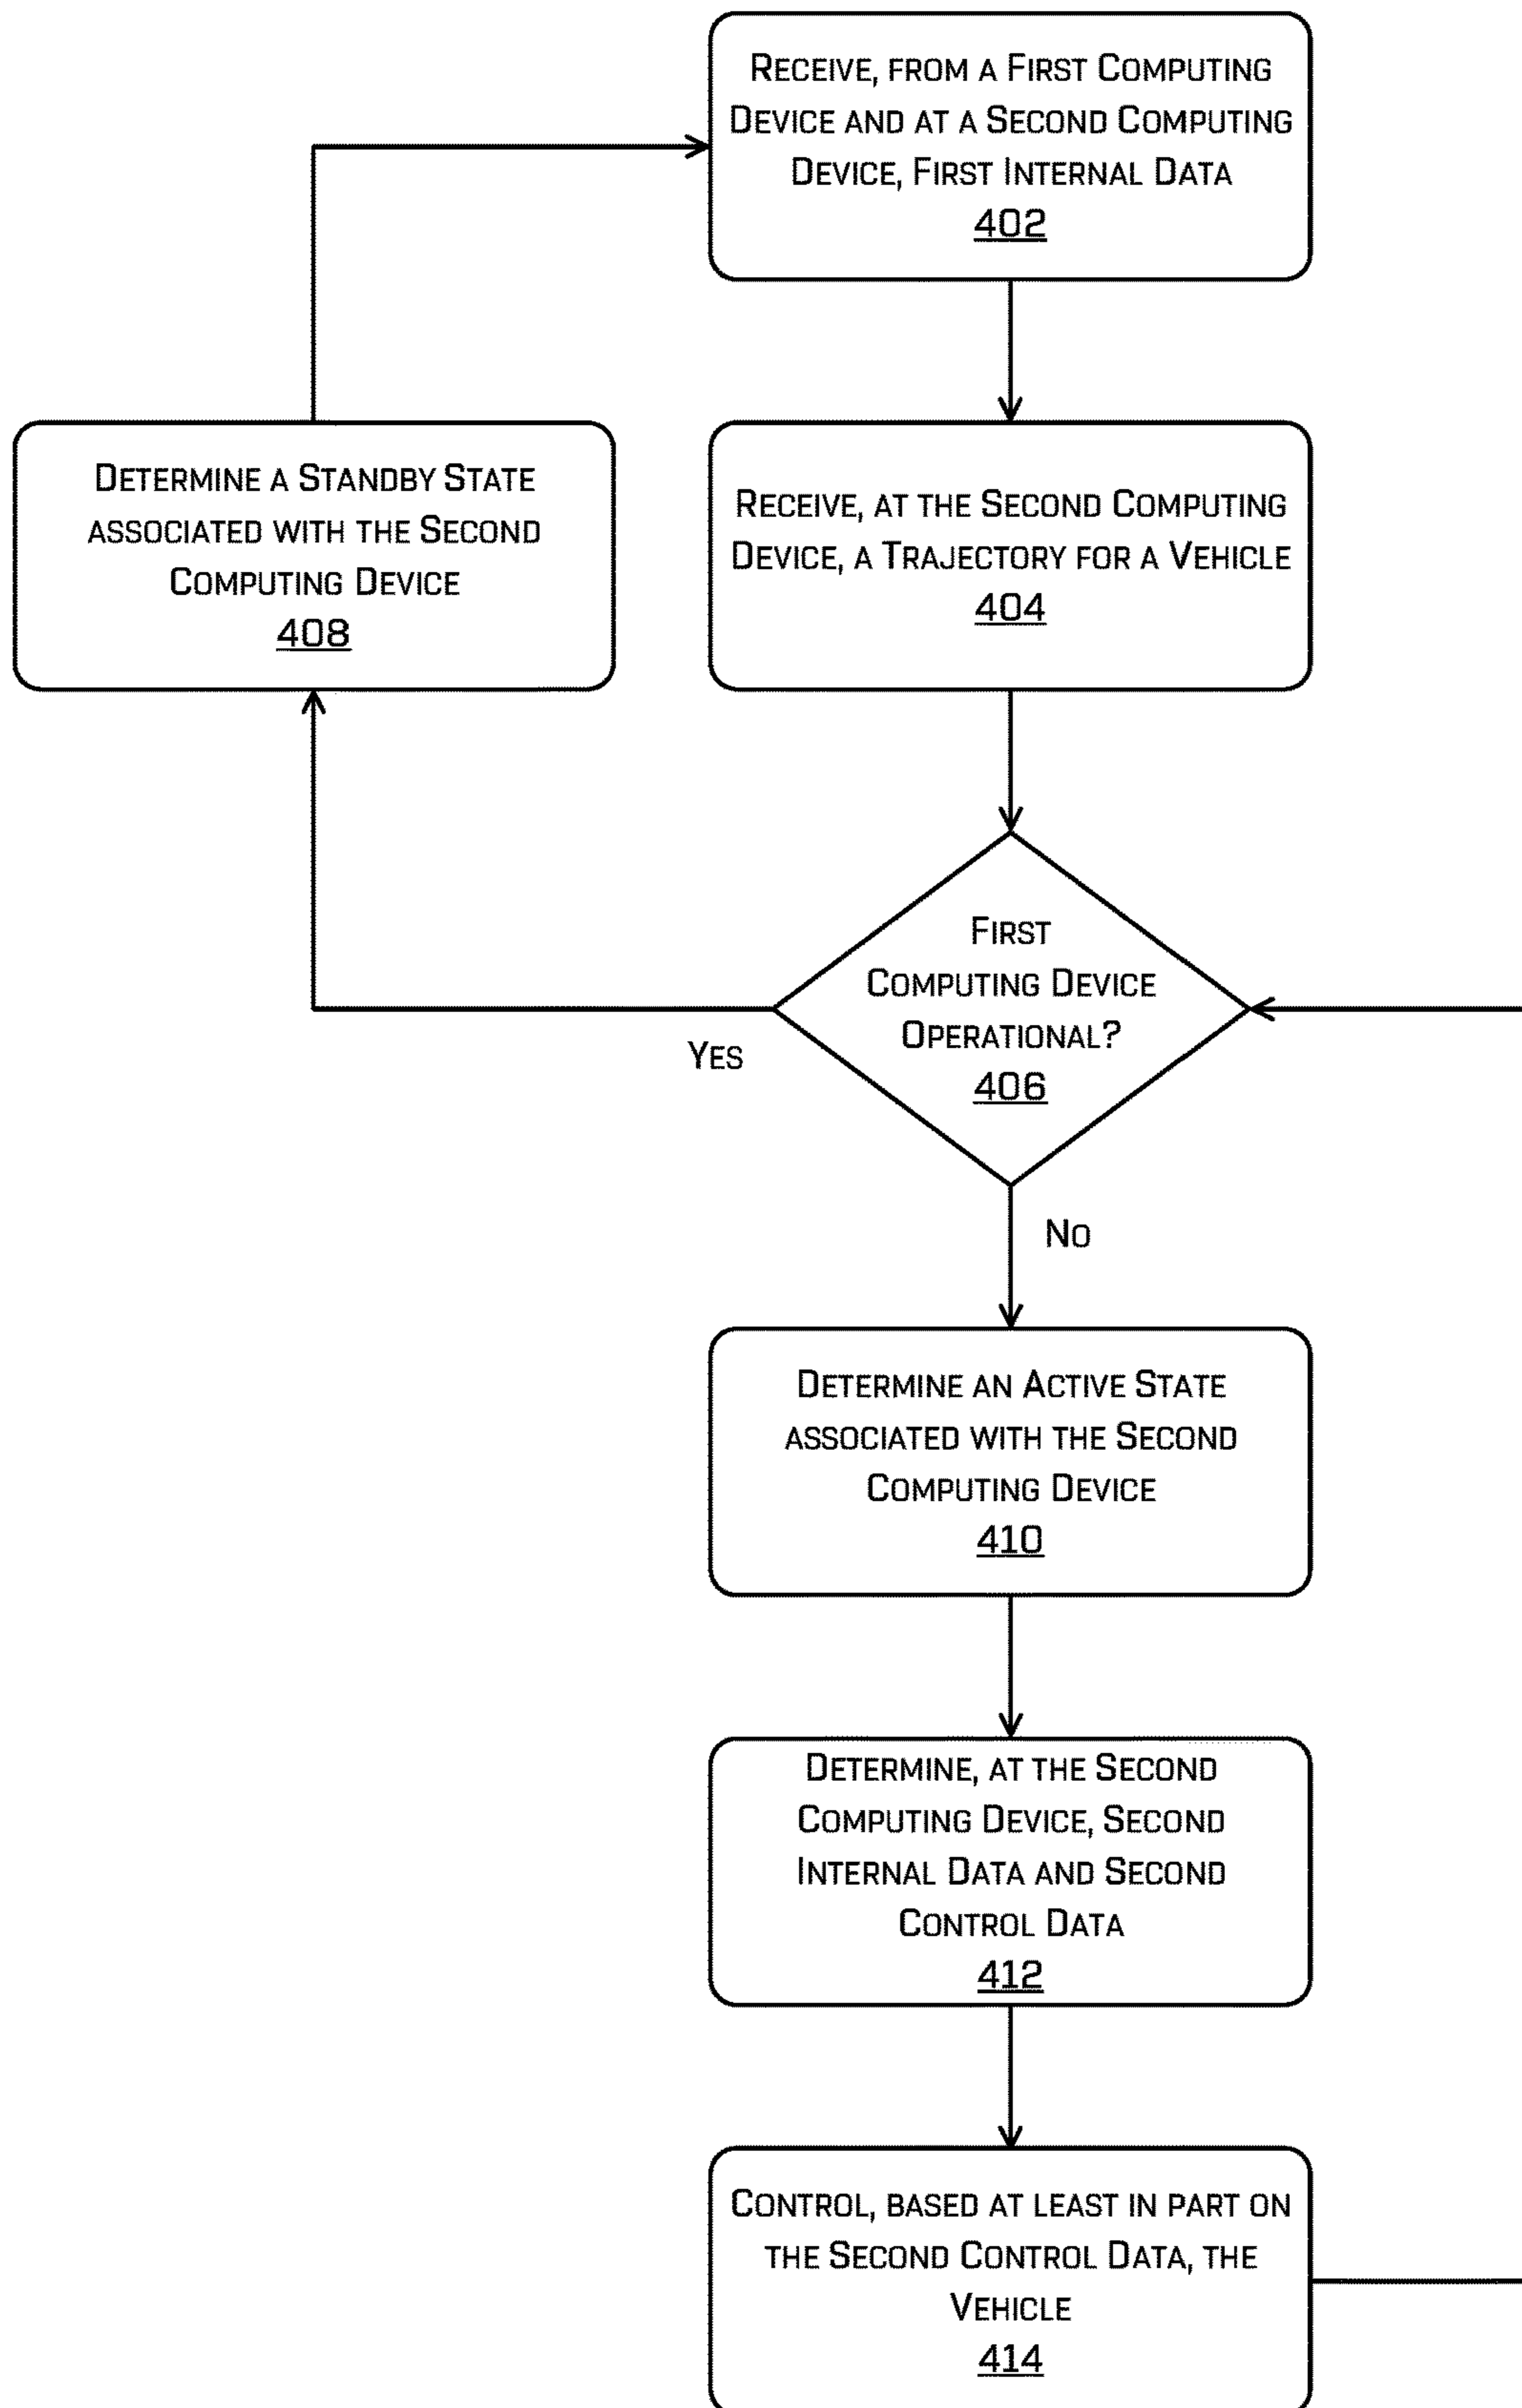 RECEIVE, FROM A FIRST COMPUTING
DEVICE AND AT A SECOND COMPUTING
DEVICE, FIRST INTERNAL DATA
402
DETERMINE A STANDBY STATE
ASSOCIATED WITH THE SECOND
COMPUTING DEVICE
408
RECEIVE, AT THE SECOND COMPUTING
DEVICE, A TRAJECTORY FOR A VEHICLE
404
FIRST
COMPUTING DEVICE
OPERATIONAL?
406
YES
NO
DETERMINE AN ACTIVE STATE
ASSOCIATED WITH THE SECOND
COMPUTING DEVICE
410
DETERMINE, AT THE SECOND
COMPUTING DEVICE, SECOND
INTERNAL DATA AND SECOND
CONTROL DATA
412
CONTROL, BASED AT LEAST IN PART ON
THE SECOND CONTROL DATA, THE
VEHICLE
414